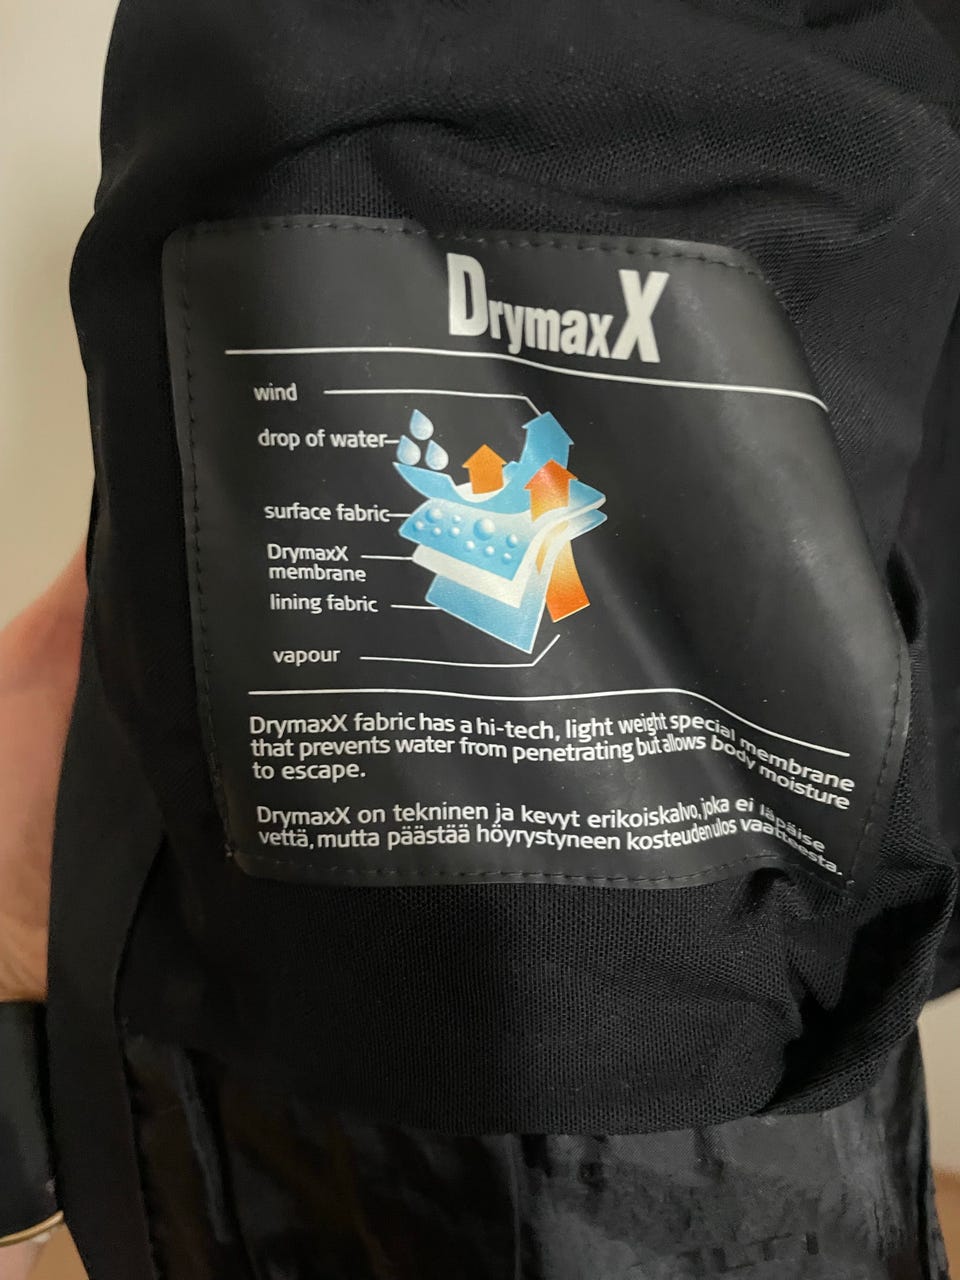 DrymaxX
wind
drop of water
surface fabric
DrymaxX
membrane
lining fabric
vapour
DrymaxX fabric has a hi-tech, light weight special membrane
that prevents water from penetrating but allows body moisture
to escape.
DrymaxX on tekninen ja kevyt erikoiskalvo, joka ei läpäise
vettä, mutta päästää höyrystyneen kosteuden ulos vaatteesta.